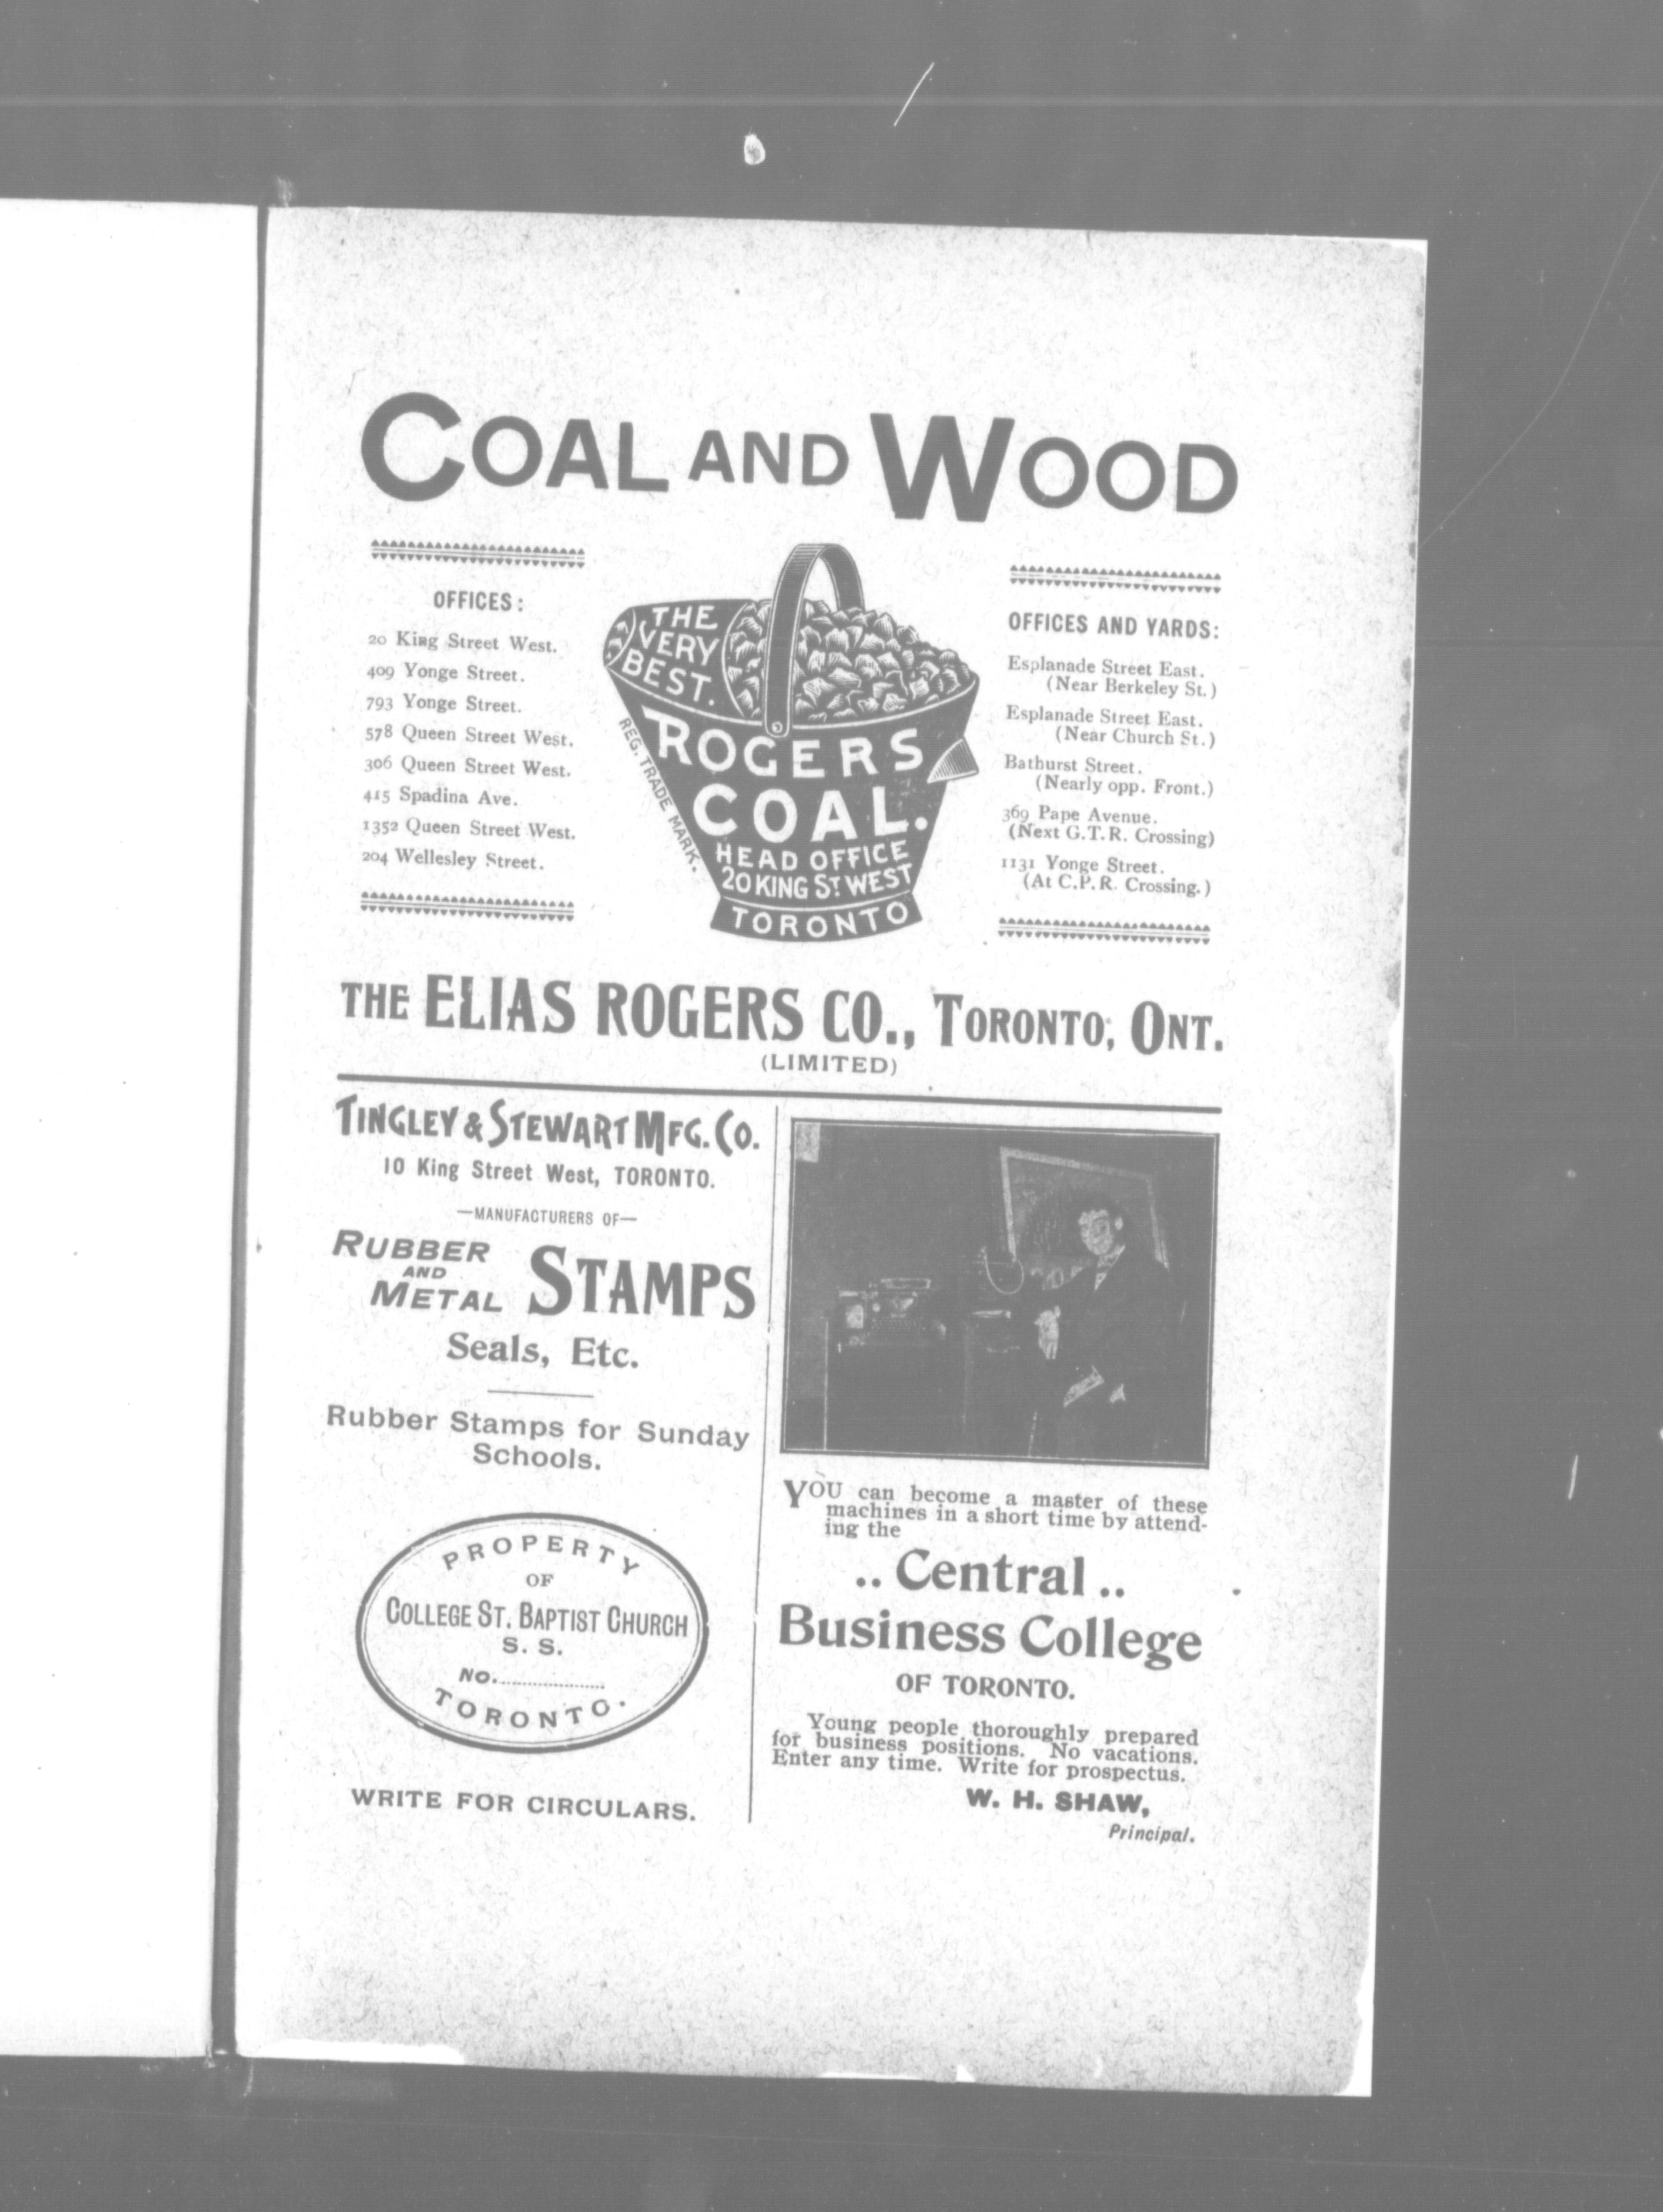 COAL AND WOOD
OFFICES:
20 King Street West.
409 Yonge Street.
793 Yonge Street.
578 Queen Street West.
306 Queen Street West.
415 Spadina Ave.
1352 Queen Street West.
204 Wellesley Street.
THE
VERY
BEST.
ROGERS
COAL.
HEAD OFFICE
20 KING ST. WEST
TORONTO
REG. TRADE MARK.
OFFICES AND YARDS:
Esplanade Street East.
(Near Berkeley St.)
Esplanade Street East.
(Near Church St.)
Bathurst Street.
(Nearly opp. Front.)
369 Pape Avenue.
(Next G.T.R. Crossing)
1131 Yonge Street.
(At C.P.R. Crossing.)
THE ELIAS ROGERS CO., TORONTO, ONT.
(LIMITED)
TINGLEY & STEWART MFG. CO.
10 King Street West, TORONTO.
—MANUFACTURERS OF—
RUBBER
AND
METAL STAMPS
Seals, Etc.
Rubber Stamps for Sunday
Schools.
PROPERTY
OF
COLLEGE ST. BAPTIST CHURCH
S. S.
No.....................
TORONTO.
WRITE FOR CIRCULARS.
YOU can become a master of these
machines in a short time by attend-
ing the
.. Central ..
Business College
OF TORONTO.
Young people thoroughly prepared
for business positions. No vacations.
Enter any time. Write for prospectus.
W. H. SHAW,
Principal.